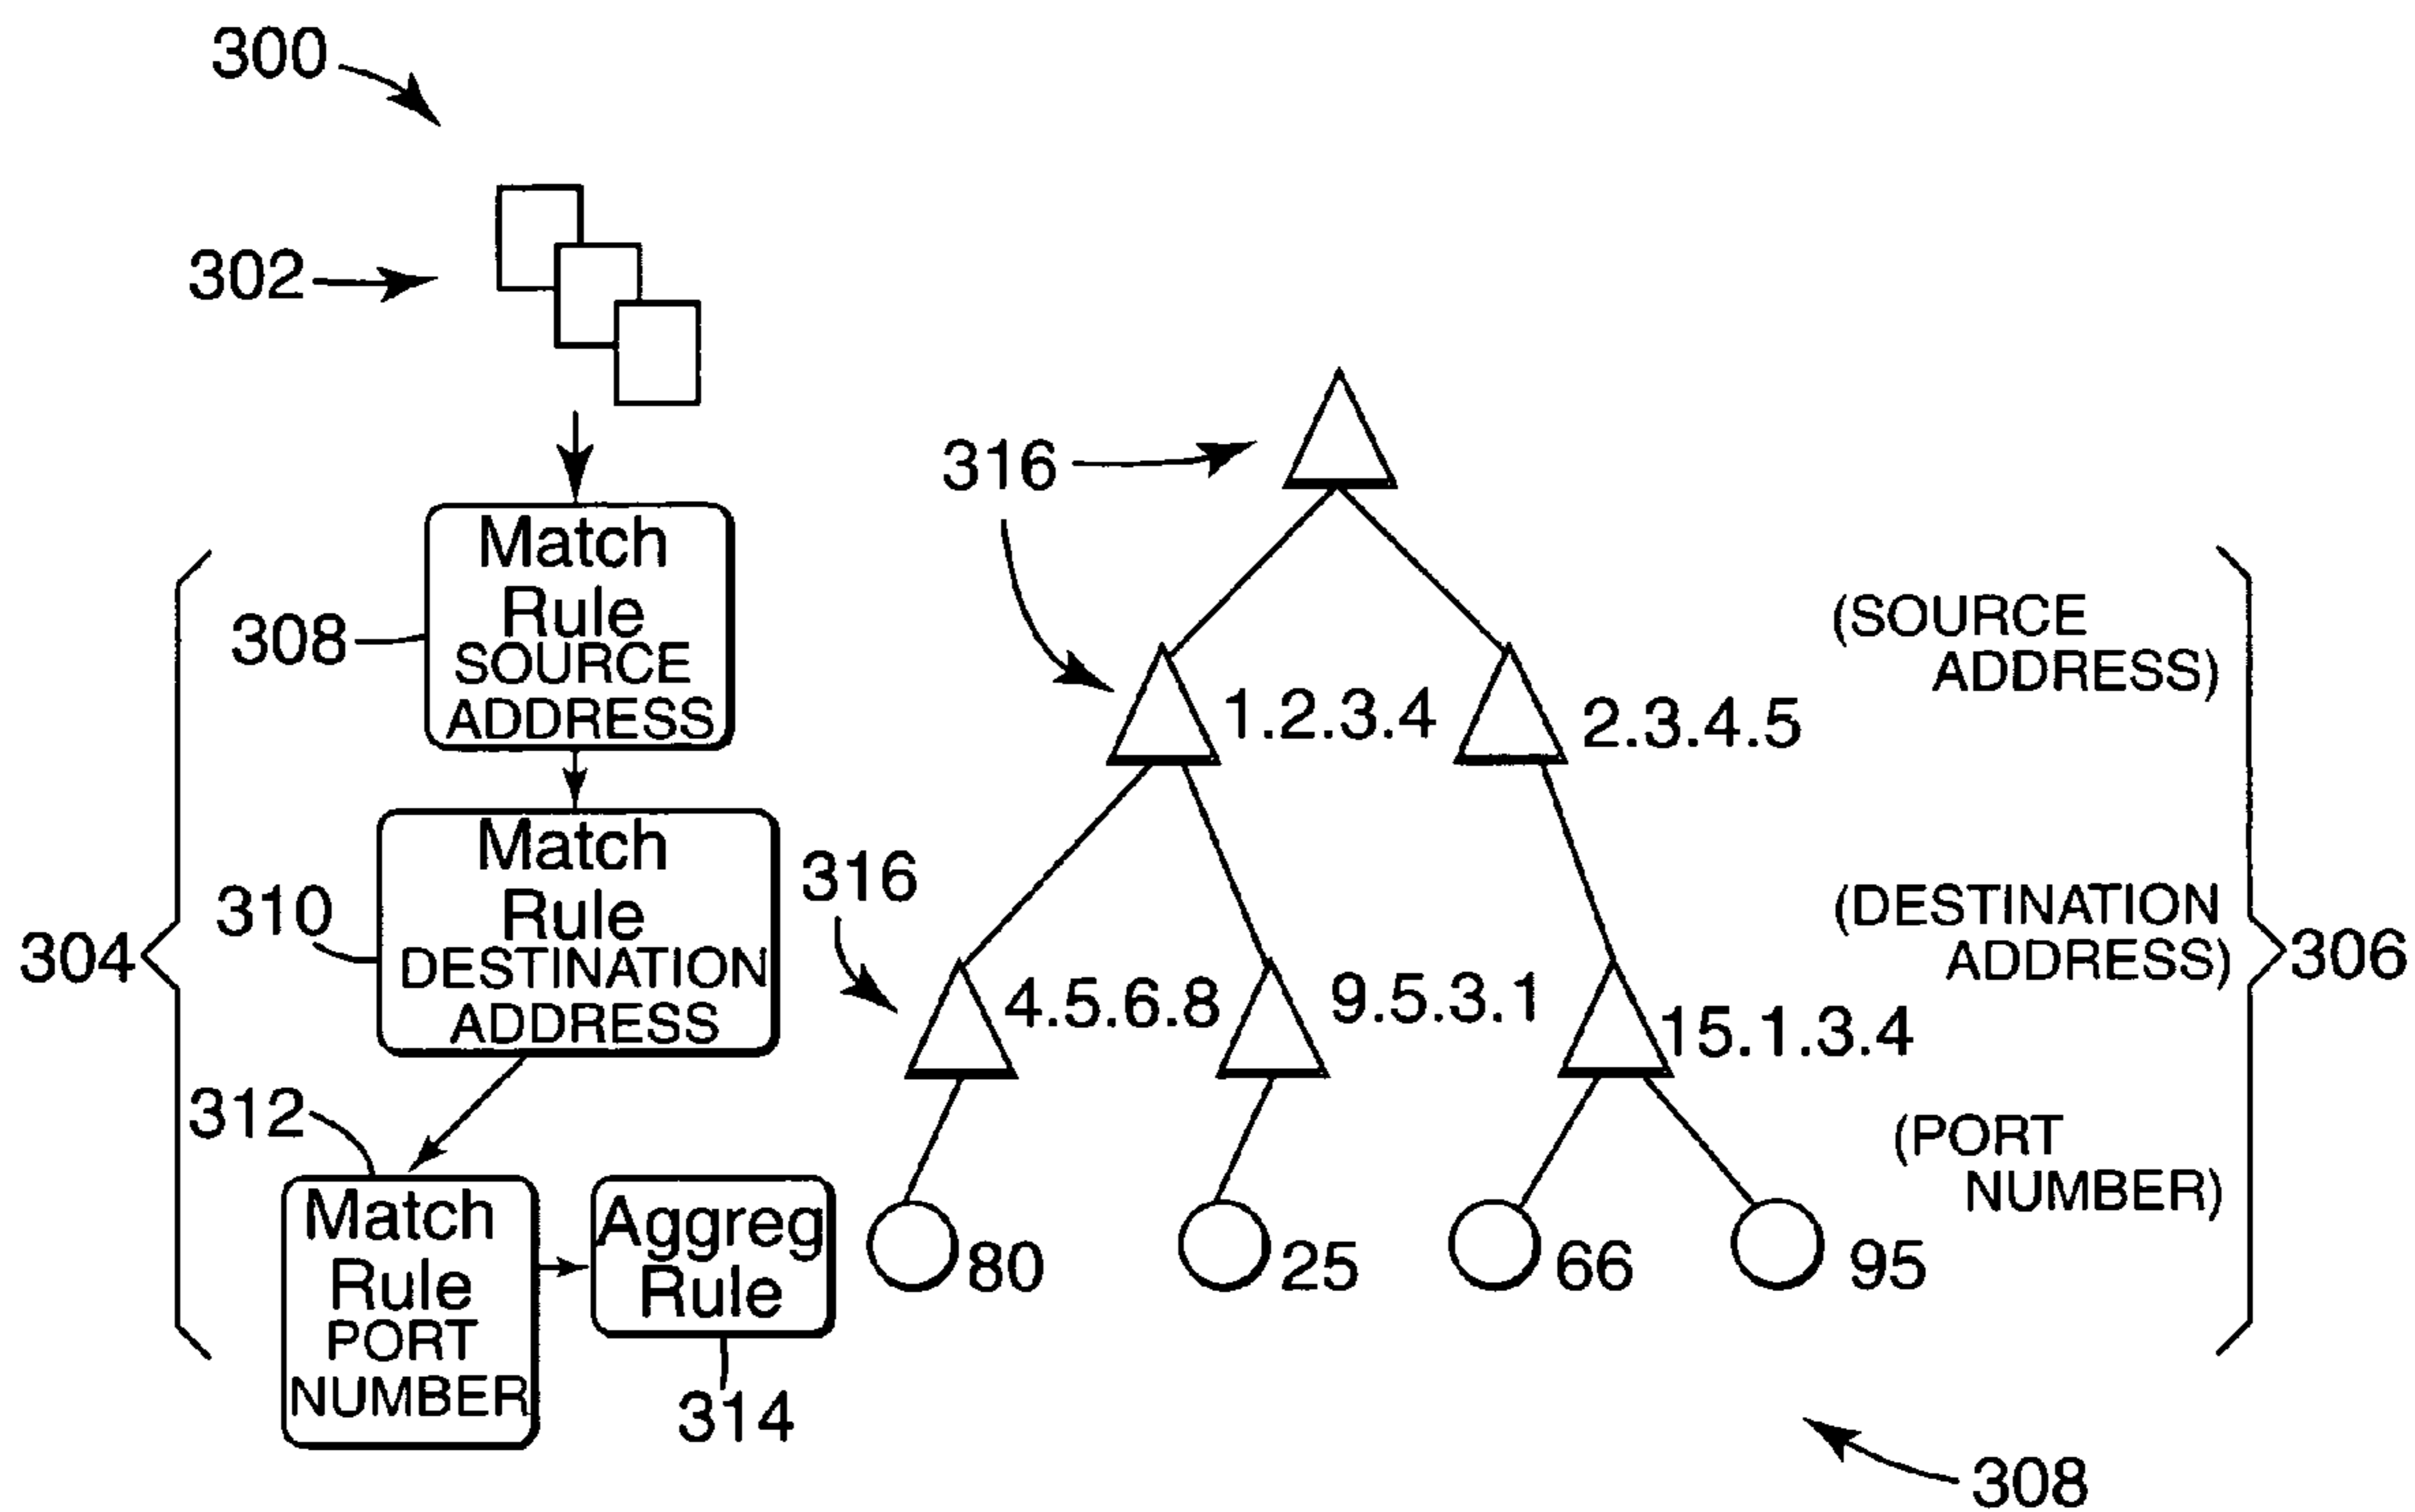 300
302
316
Match
Rule
SOURCE
ADDRESS
308
(SOURCE
ADDRESS)
1.2.3.4
2.3.4.5
Match
Rule
DESTINATION
ADDRESS
310
304
316
(DESTINATION
ADDRESS)
306
4.5.6.8
9.5.3.1
15.1.3.4
312
(PORT
NUMBER)
Match
Rule
PORT
NUMBER
Aggreg
Rule
80
25
66
95
314
308